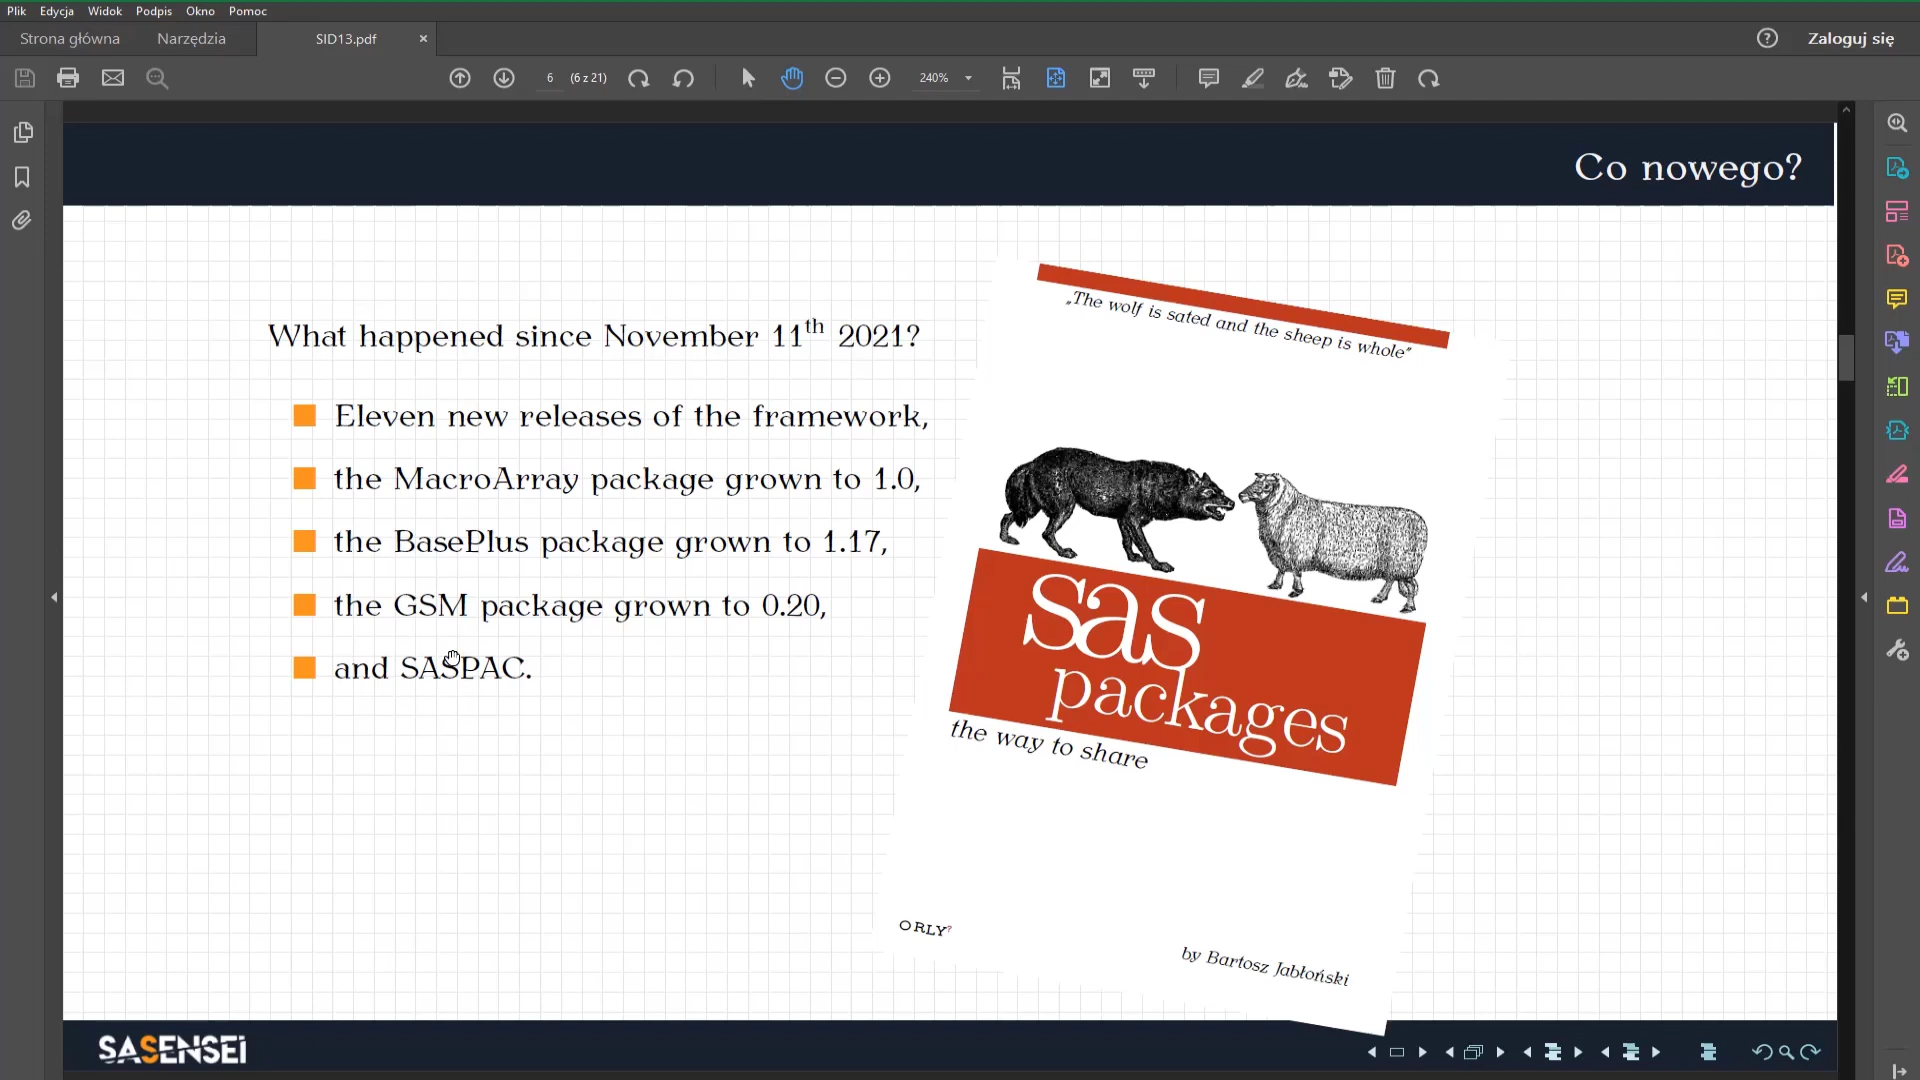 Plik Edycja Widok Podpis Okno Pomoc
Strona główna Narzędzia SID13.pdf × Zaloguj się
6 (6 z 21) 240%
Co nowego?
What happened since November 11th 2021?
Eleven new releases of the framework,
the MacroArray package grown to 1.0,
the BasePlus package grown to 1.17,
the GSM package grown to 0.20,
and SASPAC.
„The wolf is sated and the sheep is whole”
sas
packages
the way to share
ORLY?
by Bartosz Jabłoński
SASENSEI